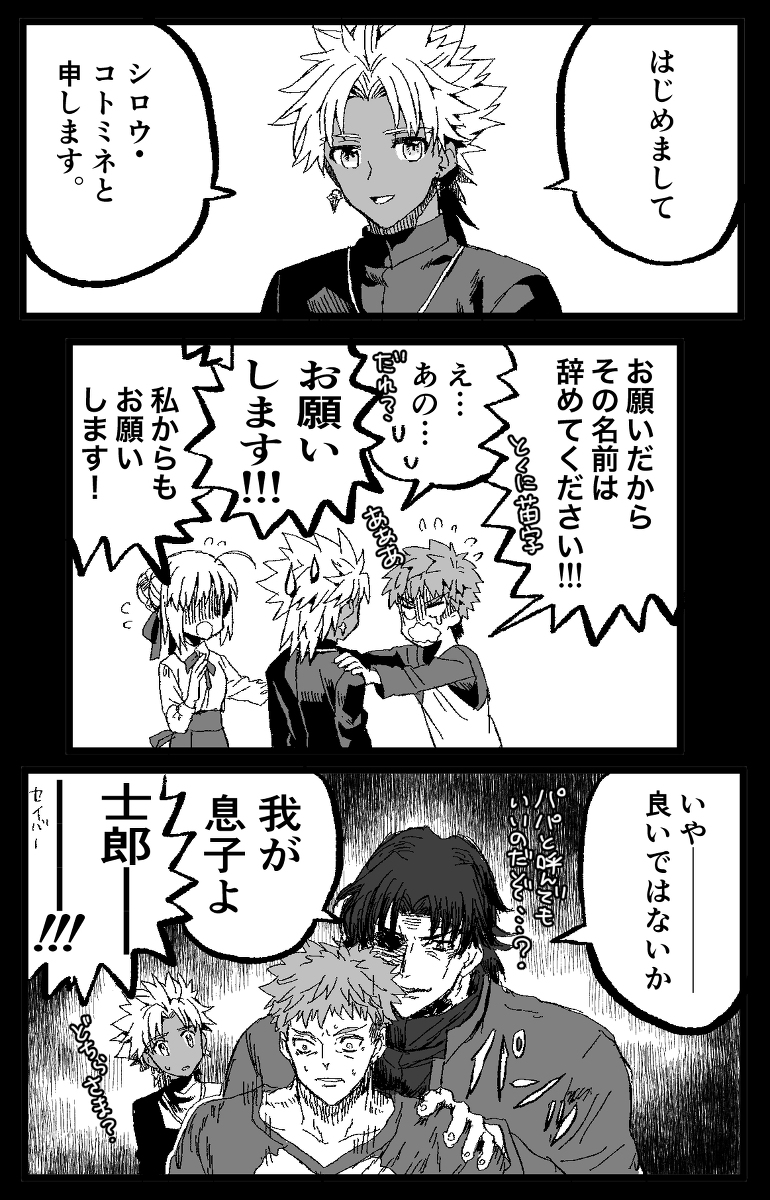 はじめまして
シロウ・
コトミネと
申します。
お願いだから
その名前は
辞めてください!!!
とくに苗字
え…
あの…
だれっ?
お願い
します!!!
私からも
お願い
します!
ああぁ
いや――
良いではないか
パパと呼んでも
いいのだぞ…?
我が
息子よ
士郎――
――!!!
セイバー
どちらさま?